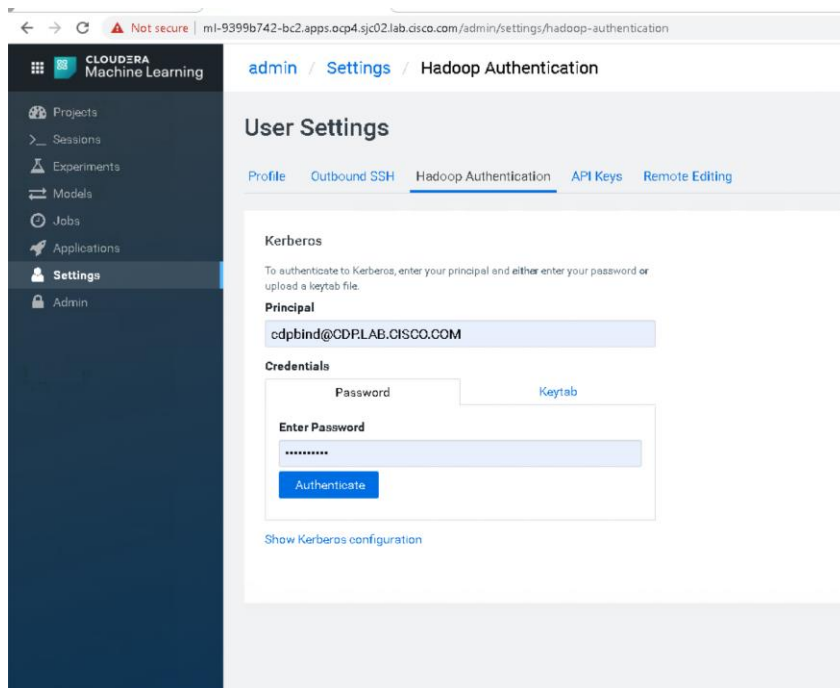 Not secure | ml-9399b742-bc2.apps.ocp4.sjc02.lab.cisco.com/admin/settings/hadoop-authentication
CLOUDERA
Machine Learning
admin / Settings / Hadoop Authentication
Projects
Sessions
Experiments
Models
Jobs
Applications
Settings
Admin
User Settings
Profile Outbound SSH Hadoop Authentication API Keys Remote Editing
Kerberos
To authenticate to Kerberos, enter your principal and either enter your password or
upload a keytab file.
Principal
cdpbind@CDP.LAB.CISCO.COM
Credentials
Password Keytab
Enter Password
••••••••••
Authenticate
Show Kerberos configuration